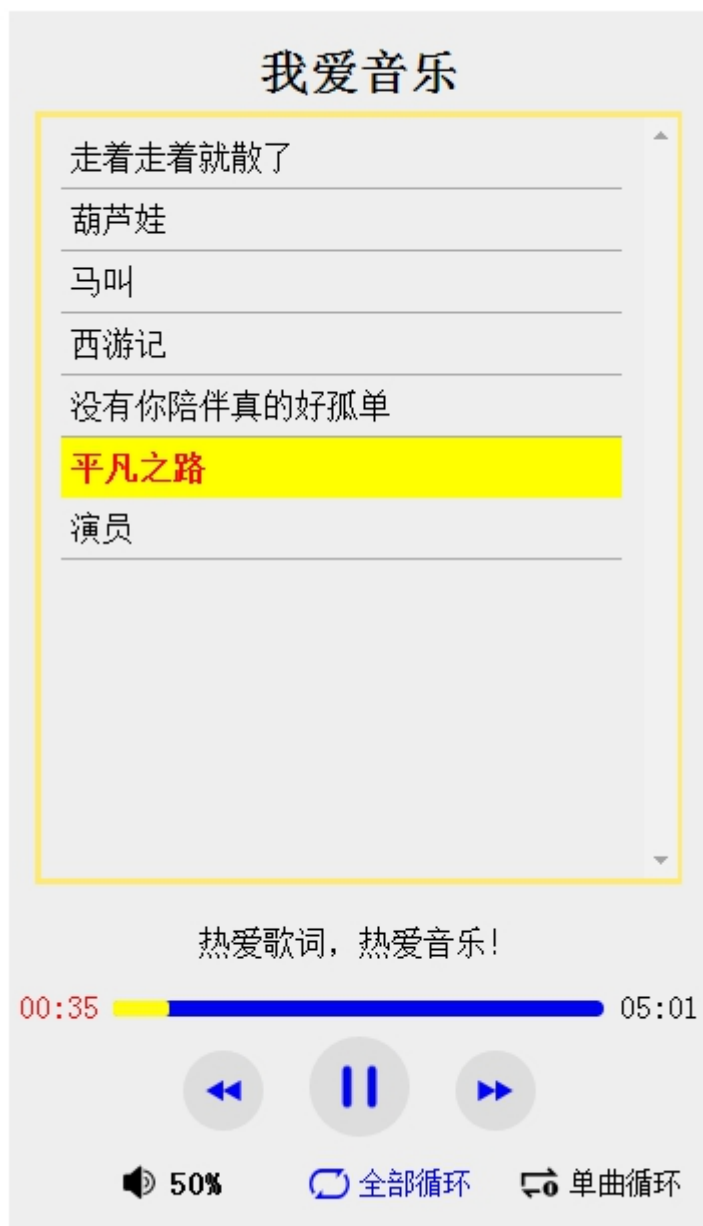 我爱音乐
走着走着就散了
葫芦娃
马叫
西游记
没有你陪伴真的好孤单
平凡之路
演员
热爱歌词，热爱音乐！
00:35 05:01
50% 全部循环 单曲循环